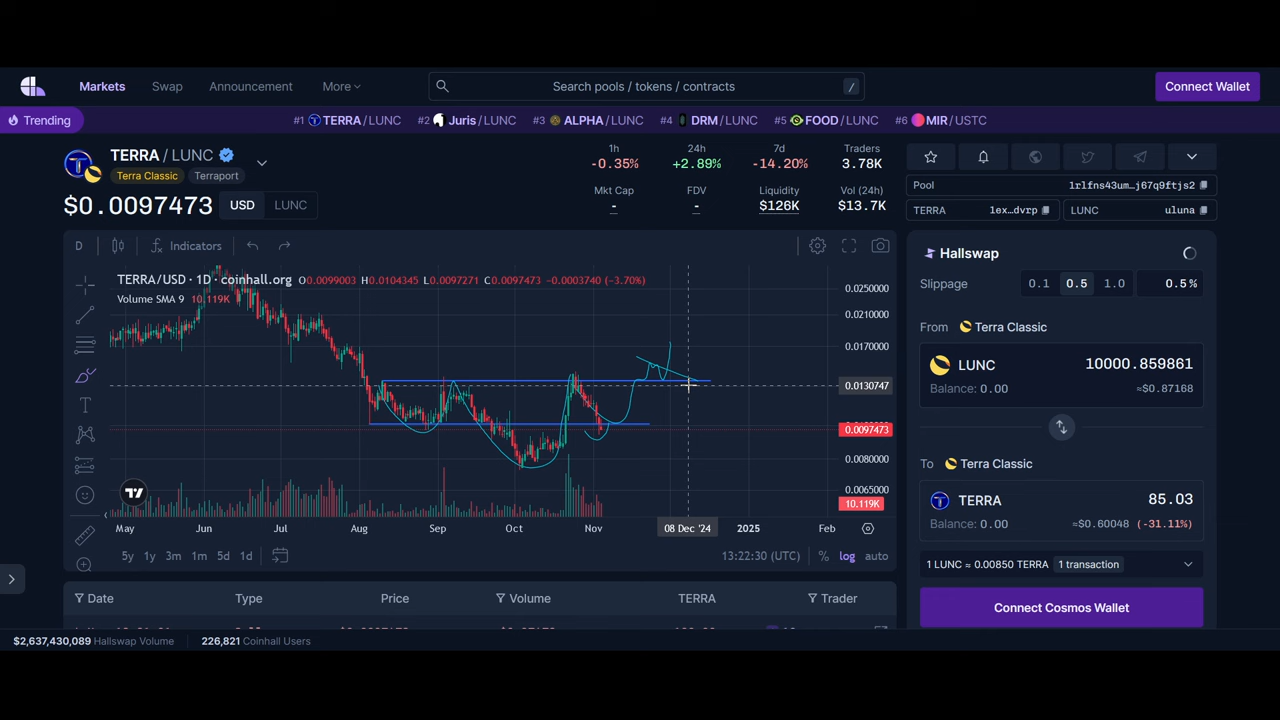 Markets Swap Announcement More Search pools / tokens / contracts / Connect Wallet
Trending #1 TERRA/LUNC #2 Juris/LUNC #3 ALPHA/LUNC #4 DRM/LUNC #5 FOOD/LUNC #6 MIR/USTC
TERRA / LUNC
Terra Classic Terraport
$0.0097473 USD LUNC
1h 24h 7d Traders
-0.35% +2.89% -14.20% 3.78K
Mkt Cap FDV Liquidity Vol (24h)
- - $126K $13.7K
Pool 1rlfns43um…j67q9ftjs2
TERRA 1ex…dvrp LUNC uluna
D Indicators
TERRA/USD · 1D · coinhall.org O0.0099003 H0.0104345 L0.0097271 C0.0097473 -0.0003740 (-3.70%)
Volume SMA 9 10.119K
0.0250000
0.0210000
0.0170000
0.0130747
0.0097473
0.0080000
0.0065000
10.119K
May Jun Jul Aug Sep Oct Nov 08 Dec '24 2025 Feb
5y 1y 3m 1m 5d 1d 13:22:30 (UTC) % log auto
Date Type Price Volume TERRA Trader
Hallswap
Slippage 0.1 0.5 1.0 0.5%
From Terra Classic
LUNC 10000.859861
Balance: 0.00 ≈$0.87168
To Terra Classic
TERRA 85.03
Balance: 0.00 ≈$0.60048 (-31.11%)
1 LUNC ≈ 0.00850 TERRA 1 transaction
Connect Cosmos Wallet
$2,637,430,089 Hallswap Volume 226,821 Coinhall Users